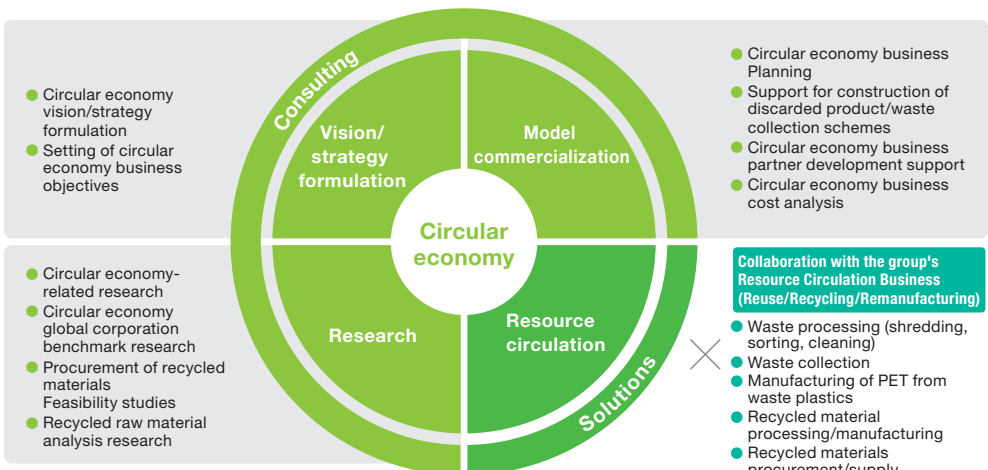 Consulting
Circular economy
vision/strategy
formulation
Setting of circular
economy business
objectives
Vision/
strategy
formulation
Model
commercialization
Circular economy business
Planning
Support for construction of
discarded product/waste
collection schemes
Circular economy business
partner development support
Circular economy business
cost analysis
Circular
economy
Circular economy-
related research
Circular economy
global corporation
benchmark research
Procurement of recycled
materials
Feasibility studies
Recycled raw material
analysis research
Research
Resource
circulation
Solutions
Collaboration with the group's
Resource Circulation Business
(Reuse/Recycling/Remanufacturing)
Waste processing (shredding,
sorting, cleaning)
Waste collection
Manufacturing of PET from
waste plastics
Recycled material
processing/manufacturing
Recycled materials
procurement/supply